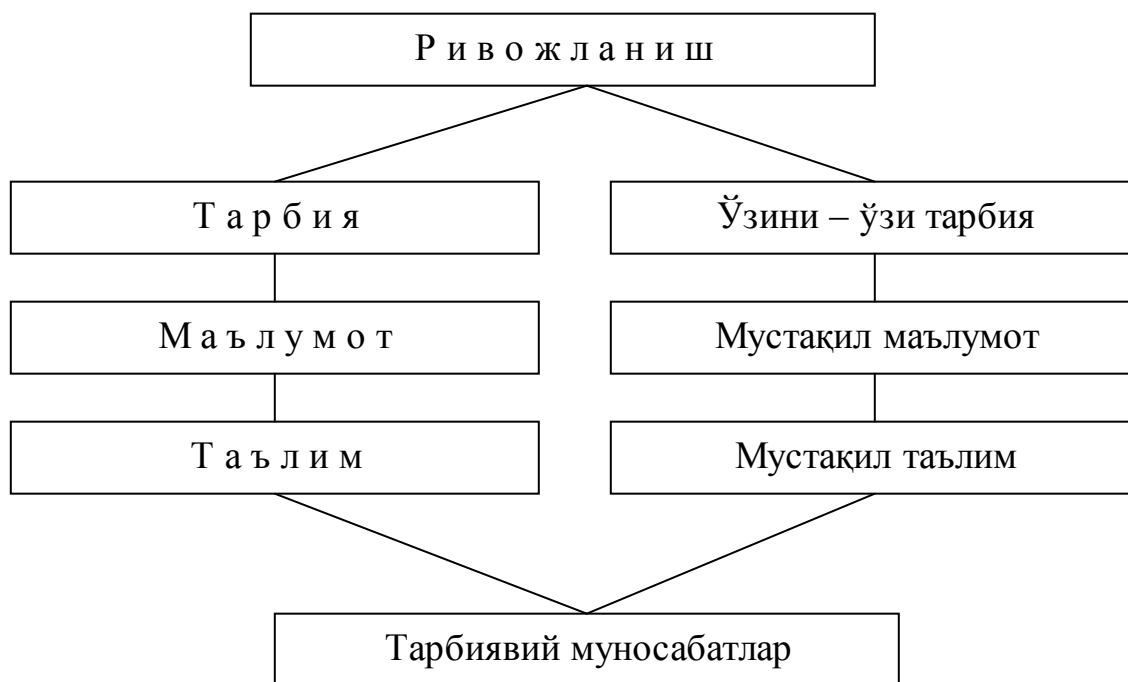 Р и в о ж л а н и ш
Т а р б и я
Ўзини – ўзи тарбия
М а ъ л у м о т
Мустақил маълумот
Т а ъ л и м
Мустақил таълим
Тарбиявий муносабатлар